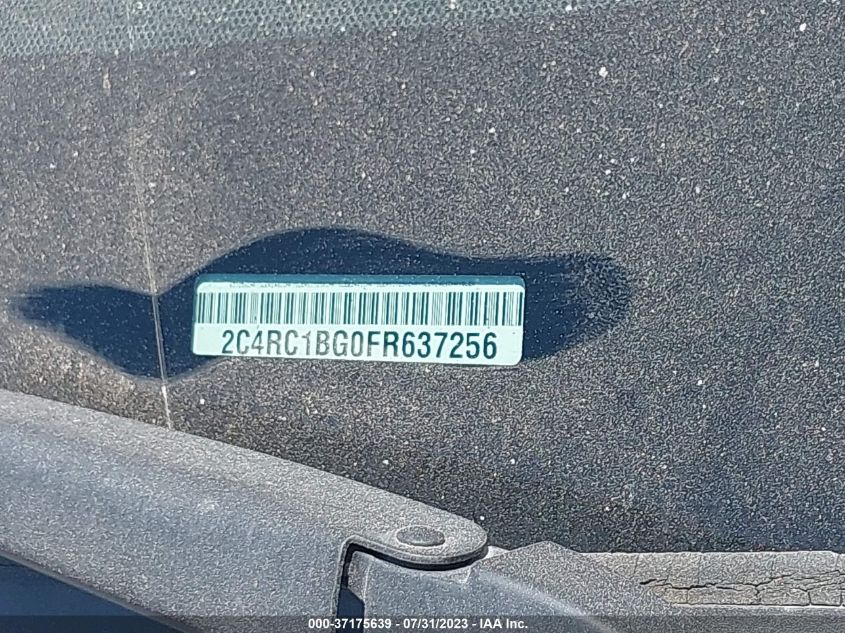 2C4RC1BG0FR637256
000-37175639 - 07/31/2023 - IAA Inc.